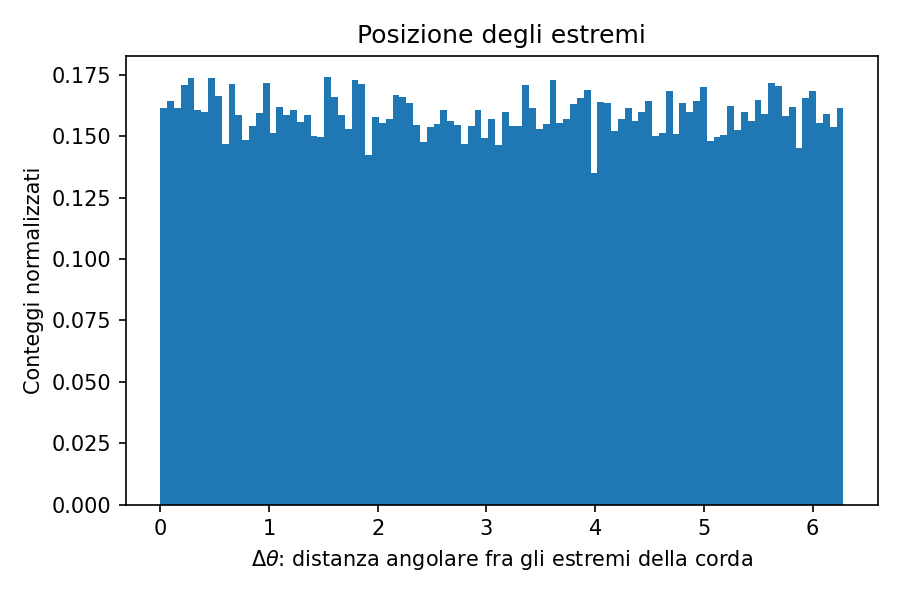 Posizione degli estremi
Conteggi normalizzati
0.175
0.150
0.125
0.100
0.075
0.050
0.025
0.000
0 1 2 3 4 5 6
Δθ: distanza angolare fra gli estremi della corda